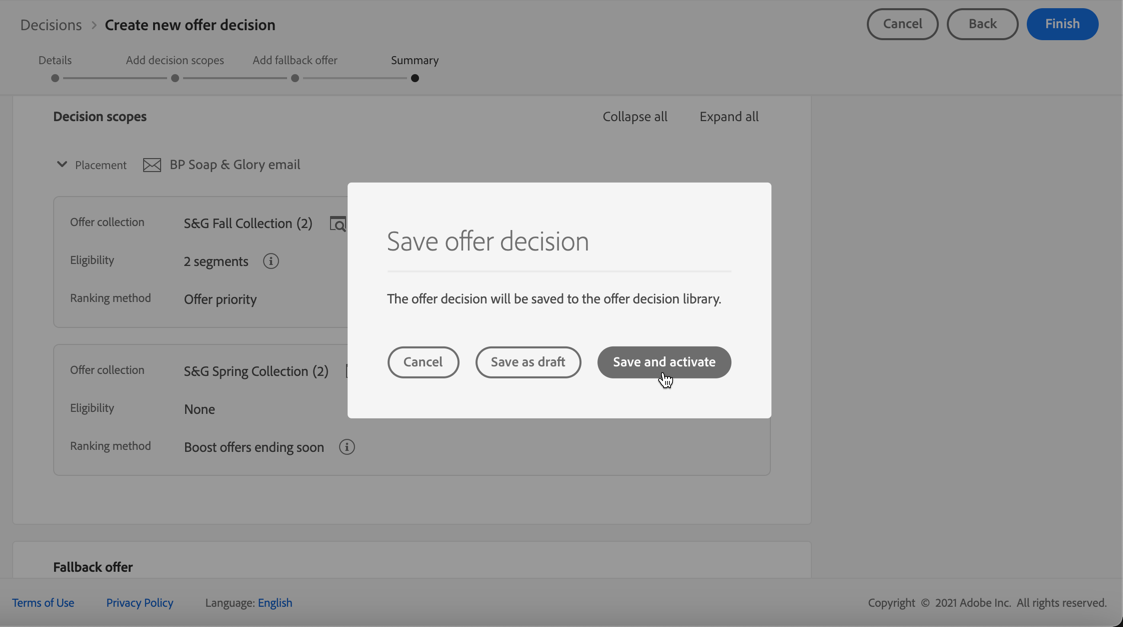 Decisions > Create new offer decision
Cancel
Back
Finish
Details
Add decision scopes
Add fallback offer
Summary
Decision scopes
Collapse all
Expand all
Placement
BP Soap & Glory email
Offer collection
S&G Fall Collection (2)
Eligibility
2 segments
Ranking method
Offer priority
Save offer decision
The offer decision will be saved to the offer decision library.
Cancel
Save as draft
Save and activate
Offer collection
S&G Spring Collection (2)
Eligibility
None
Ranking method
Boost offers ending soon
Fallback offer
Terms of Use
Privacy Policy
Language: English
Copyright © 2021 Adobe Inc. All rights reserved.